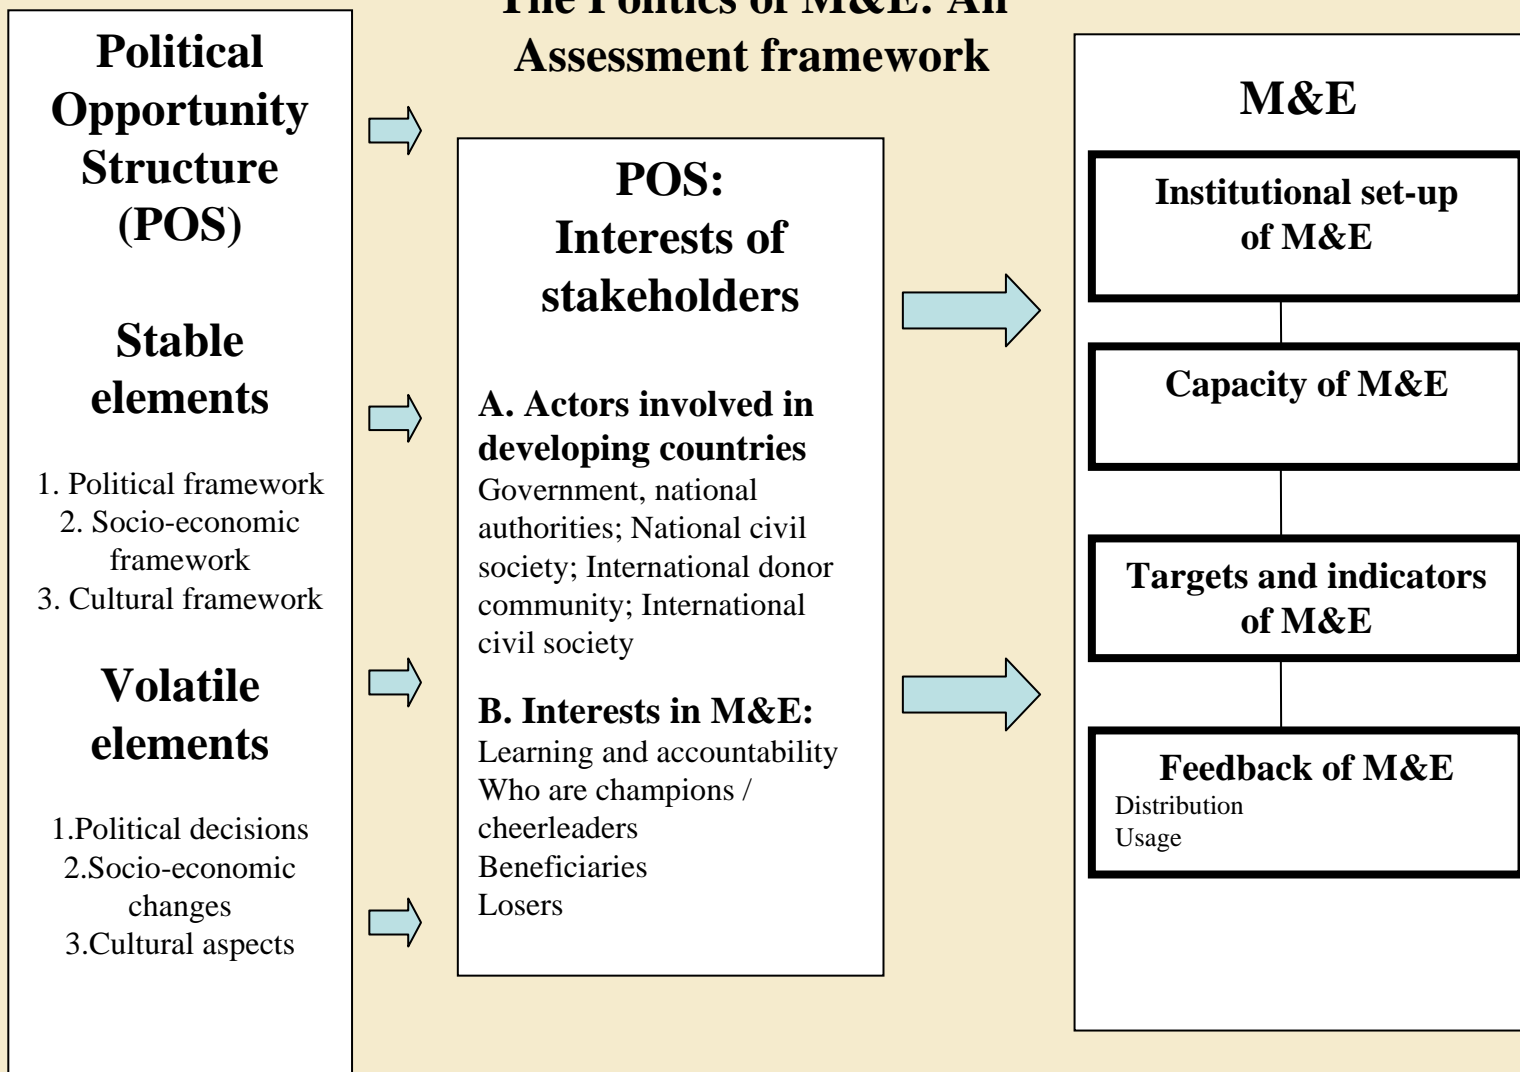 The Politics of M&E: An
Assessment framework
Political
Opportunity
Structure
(POS)
Stable
elements
1. Political framework
2. Socio-economic
framework
3. Cultural framework
Volatile
elements
1.Political decisions
2.Socio-economic
changes
3.Cultural aspects
POS:
Interests of
stakeholders
A. Actors involved in
developing countries
Government, national
authorities; National civil
society; International donor
community; International
civil society
B. Interests in M&E:
Learning and accountability
Who are champions /
cheerleaders
Beneficiaries
Losers
M&E
Institutional set-up
of M&E
Capacity of M&E
Targets and indicators
of M&E
Feedback of M&E
Distribution
Usage